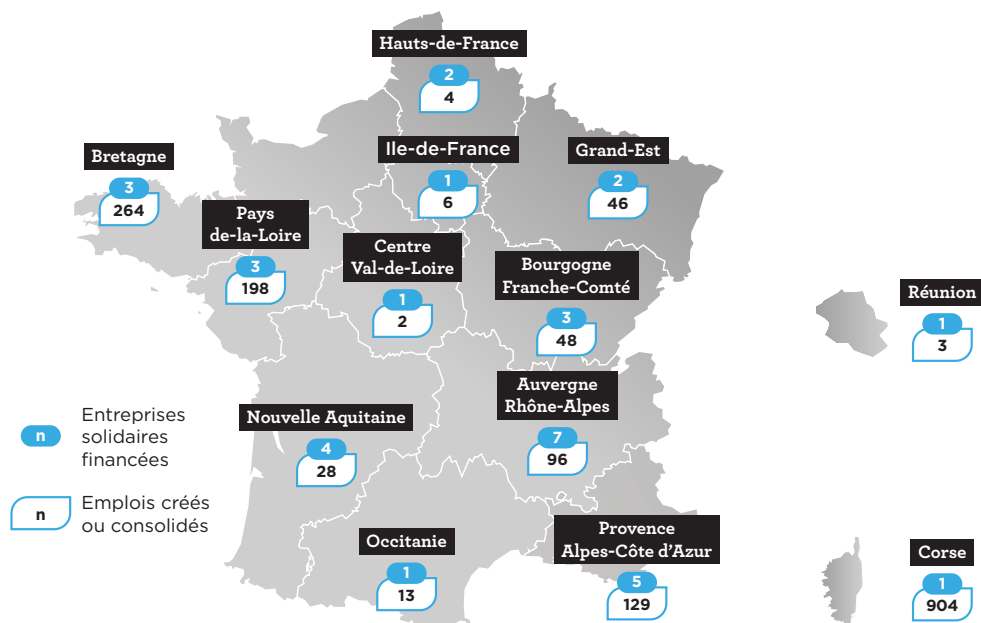 Hauts-de-France
2
4
Bretagne
3
264
Ile-de-France
1
6
Grand-Est
2
46
Pays
de-la-Loire
3
198
Centre
Val-de-Loire
1
2
Bourgogne
Franche-Comté
3
48
Réunion
1
3
Auvergne
Rhône-Alpes
7
96
Nouvelle Aquitaine
4
28
n
Entreprises
solidaires
financées
n
Emplois créés
ou consolidés
Occitanie
1
13
Provence
Alpes-Côte d'Azur
5
129
Corse
1
904